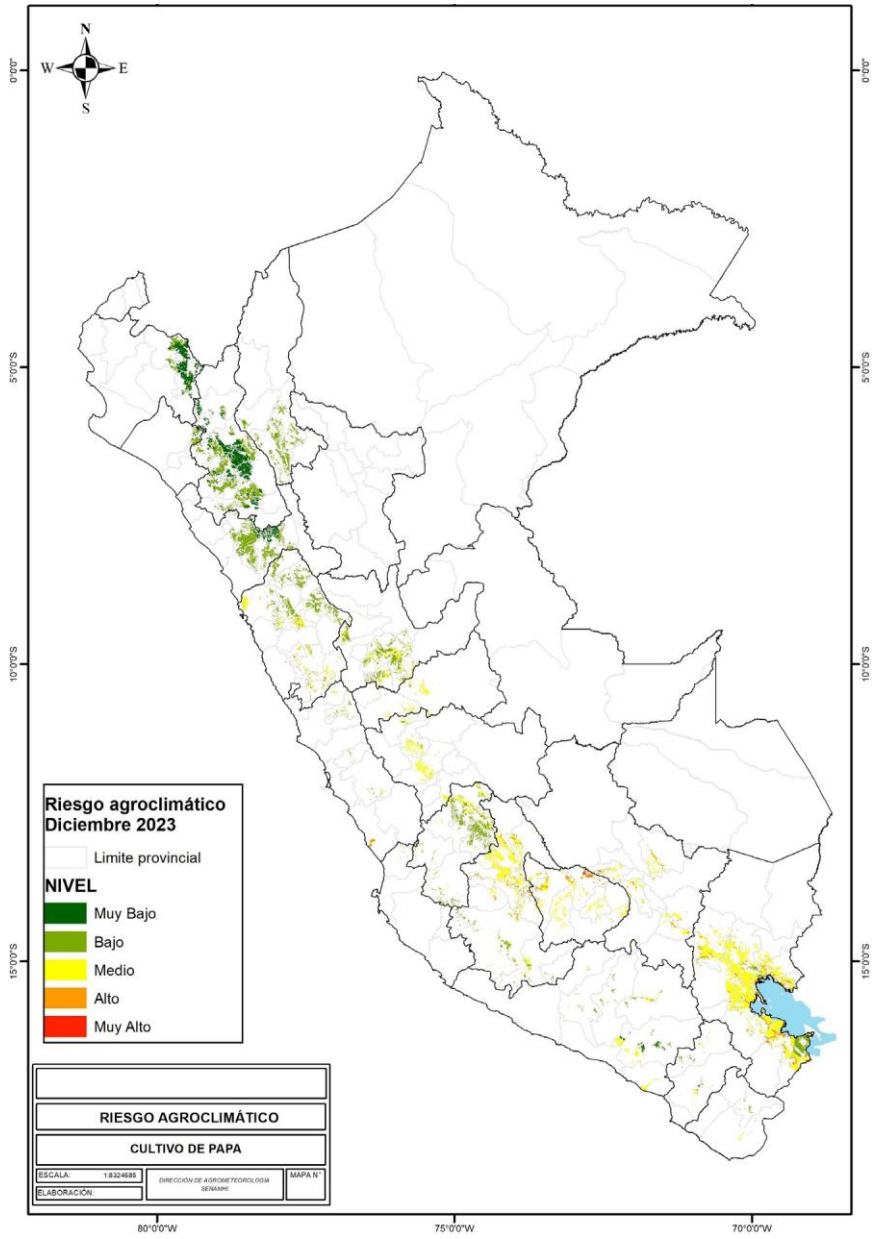 N
W E
S
0°0'0"
0°0'0"
5°0'0"S
5°0'0"S
10°0'0"S
10°0'0"S
15°0'0"S
15°0'0"S
Riesgo agroclimático
Diciembre 2023
Limite provincial
NIVEL
Muy Bajo
Bajo
Medio
Alto
Muy Alto
RIESGO AGROCLIMÁTICO
CULTIVO DE PAPA
ESCALA: 1:8324686
DIRECCIÓN DE AGROMETEOROLOGIA
SENAMHI
MAPA N°
ELABORACIÓN:
80°0'0"W 75°0'0"W 70°0'0"W